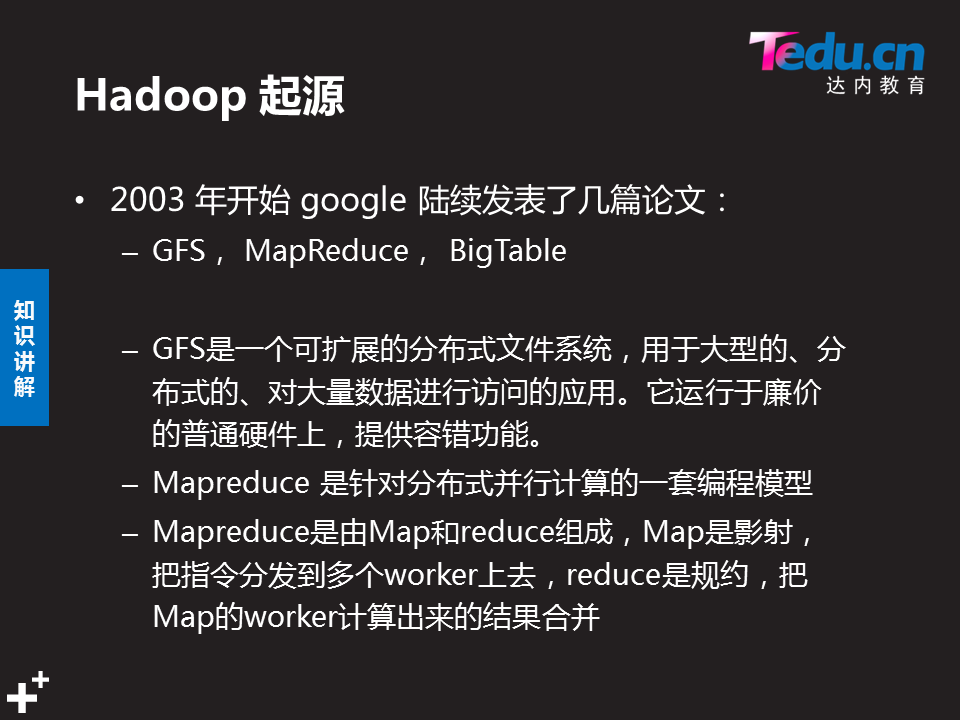 Tedu.cn
达内教育
Hadoop 起源
• 2003 年开始 google 陆续发表了几篇论文：
– GFS， MapReduce， BigTable
– GFS是一个可扩展的分布式文件系统，用于大型的、分
布式的、对大量数据进行访问的应用。它运行于廉价
的普通硬件上，提供容错功能。
– Mapreduce 是针对分布式并行计算的一套编程模型
– Mapreduce是由Map和reduce组成，Map是影射，
把指令分发到多个worker上去，reduce是规约，把
Map的worker计算出来的结果合并
知
识
讲
解